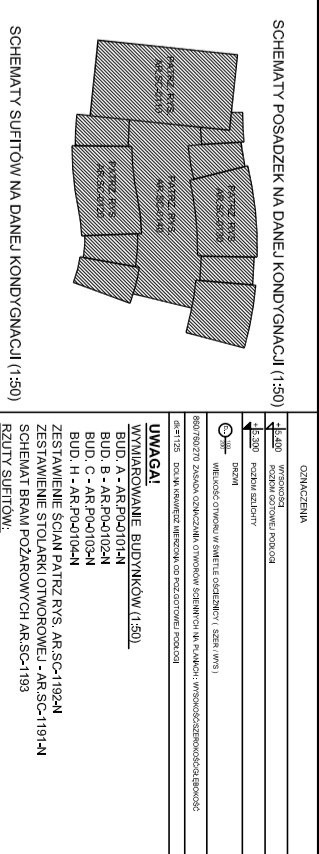 SCHEMATY POSADZEK NA DANEJ KONDYGNACJI (1:50)
PATRZ. RYS.
AR.SC-0130
PATRZ. RYS.
AR.SC-0140
PATRZ. RYS.
AR.SC-0110
PATRZ. RYS.
AR.SC-0100
SCHEMATY SUFITÓW NA DANEJ KONDYGNACJI (1:50)
OZNACZENIA
WYSOKOŚCI
+5.400 POZIOM GOTOWEJ PODŁOGI
+5.300 POZIOM SZLICHTY
DRZWI
WIELKOŚĆ OTWORU W ŚWIETLE OŚCIEŻNICY ( SZER. / WYS )
860/760/270 ZASADA OZNACZANIA OTWORÓW ŚCIENNYCH NA PLANACH: WYSOKOŚĆ/SZEROKOŚĆ/GŁĘBOKOŚĆ
dk=1125 DOLNA KRAWĘDŹ MIERZONA OD POZ.GOTOWEJ PODŁOGI
UWAGA!
WYMIAROWANIE BUDYNKÓW (1:50)
BUD. A - AR.P0-0101-N
BUD. B - AR.P0-0102-N
BUD. C - AR.P0-0103-N
BUD. H - AR.P0-0104-N
ZESTAWIENIE ŚCIAN PATRZ RYS. AR.SC-1192-N
ZESTAWIENIE STOLARKI OTWOROWEJ - AR.SC-1191-N
SCHEMAT BRAM POŻAROWYCH AR.SC-1193
RZUTY SUFITÓW: